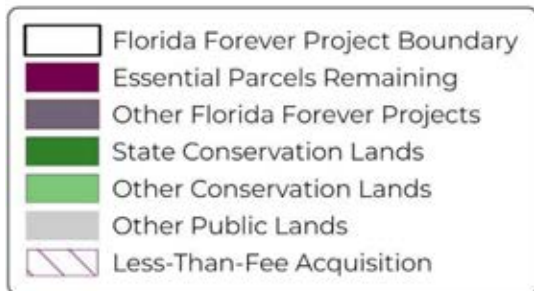 Florida Forever Project Boundary
Essential Parcels Remaining
Other Florida Forever Projects
State Conservation Lands
Other Conservation Lands
Other Public Lands
Less-Than-Fee Acquisition